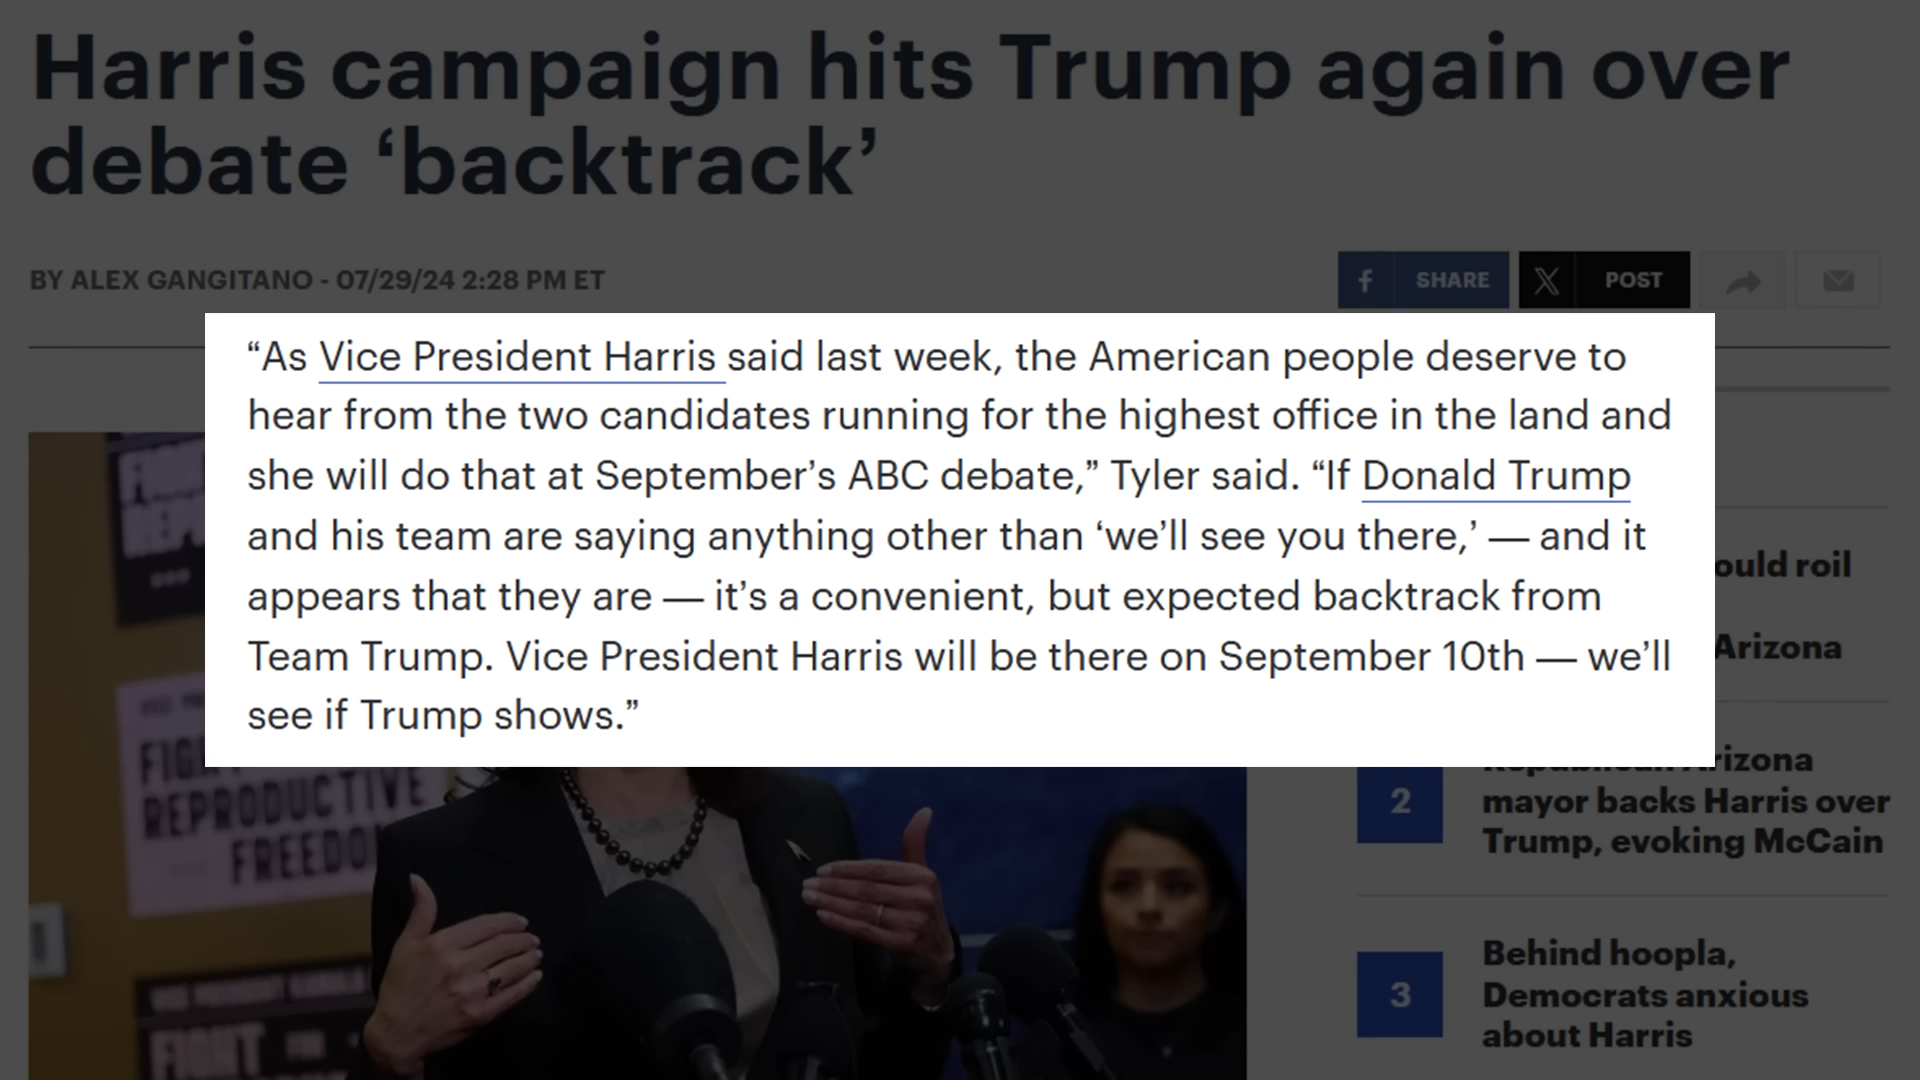 Harris campaign hits Trump again over
debate ‘backtrack’
BY ALEX GANGITANO - 07/29/24 2:28 PM ET
SHARE
POST
“As Vice President Harris said last week, the American people deserve to
hear from the two candidates running for the highest office in the land and
she will do that at September’s ABC debate,” Tyler said. “If Donald Trump
and his team are saying anything other than ‘we’ll see you there,’ — and it
appears that they are — it’s a convenient, but expected backtrack from
Team Trump. Vice President Harris will be there on September 10th — we’ll
see if Trump shows.”
ould roil
Arizona
2
Republican Arizona
mayor backs Harris over
Trump, evoking McCain
3
Behind hoopla,
Democrats anxious
about Harris
REPRODUCTIVE
FREEDO
FIGHT